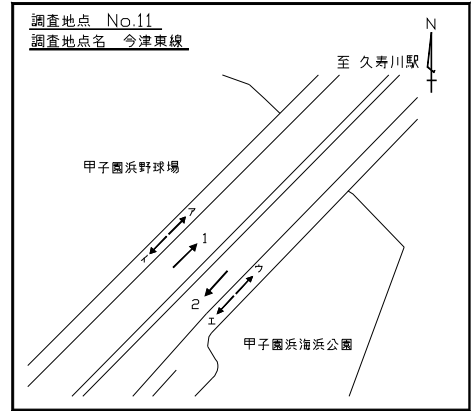 調査地点 No.11
調査地点名 今津東線
N
至 久寿川駅
甲子園浜野球場
ア
イ
1
ウ
2
エ
甲子園浜海浜公園